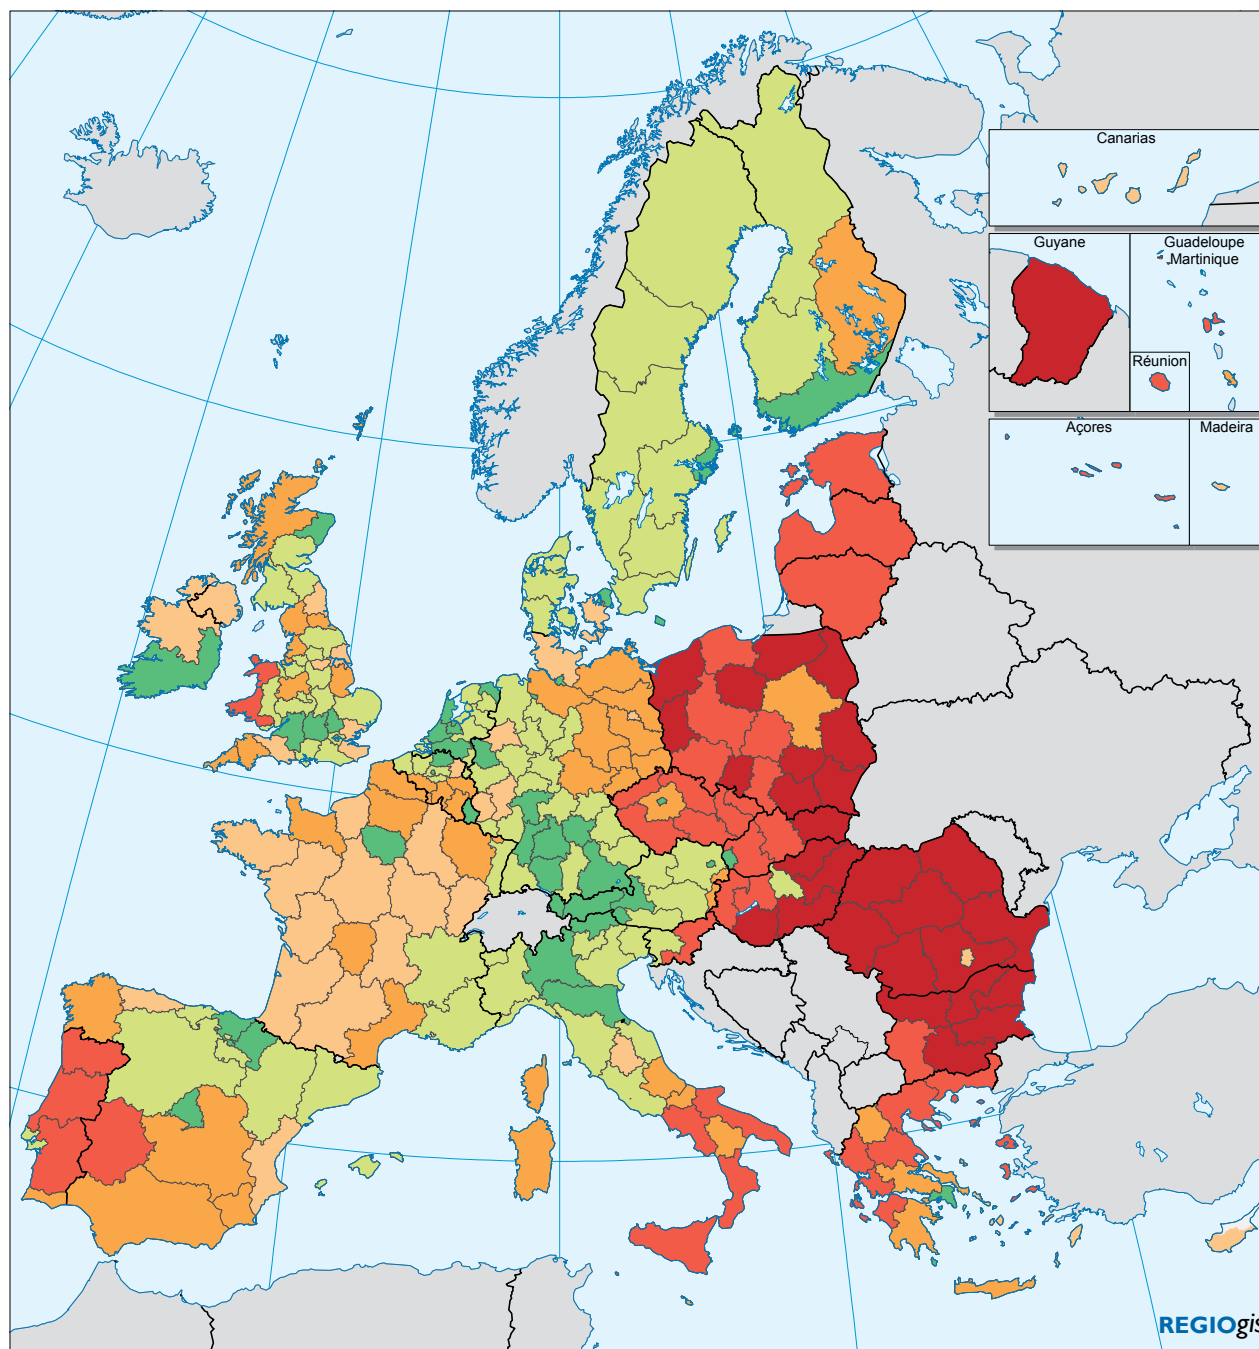 Canarias
Guyane
Guadeloupe
Martinique
Réunion
Açores
Madeira
REGIOgis